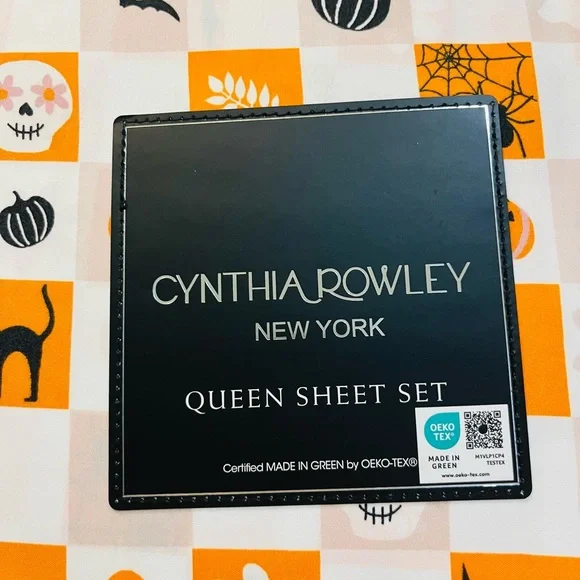 CYNTHIA ROWLEY
NEW YORK
QUEEN SHEET SET
Certified MADE IN GREEN by OEKO-TEX®
OEKO
TEX®
MADE IN
GREEN
M1VLP1CP4
TESTEX
www.oeko-tex.com